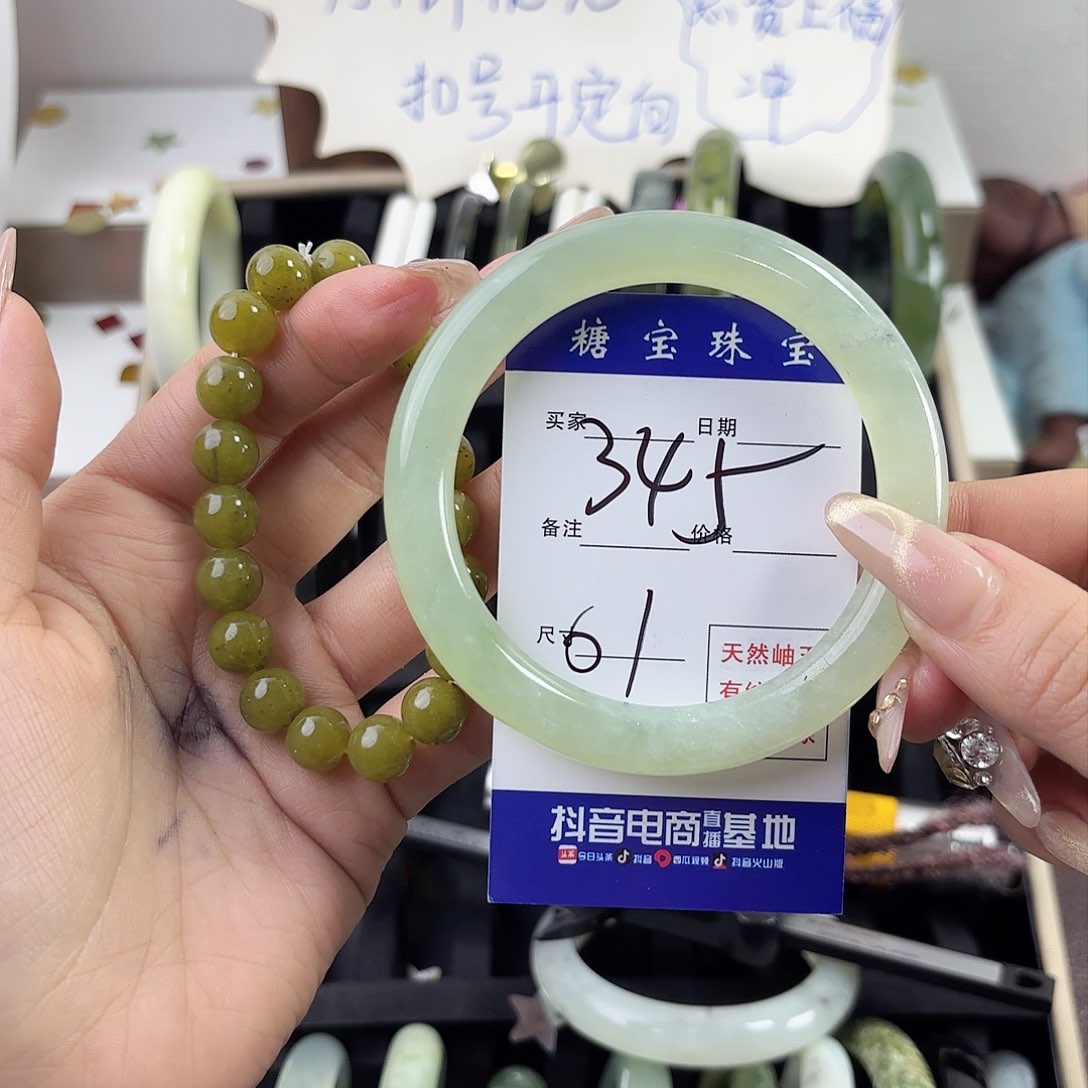 扣号开定向
糖宝珠宝
买家 日期
345
备注 价格
尺寸 61
天然岫玉
抖音电商直播基地
今日头条 抖音 西瓜视频 抖音火山版